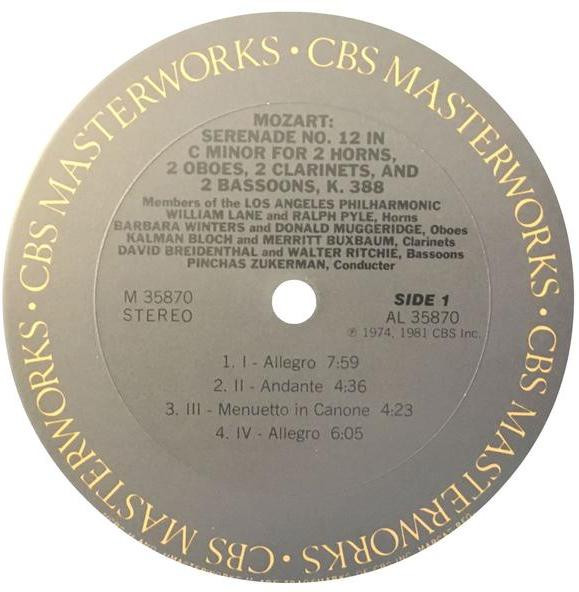 CBS MASTERWORKS • CBS MASTERWORKS • CBS MASTERWORKS • CBS MASTERWORKS • CBS MASTERWORKS •
MOZART:
SERENADE NO. 12 IN
C MINOR FOR 2 HORNS,
2 OBOES, 2 CLARINETS, AND
2 BASSOONS, K. 388
Members of the LOS ANGELES PHILHARMONIC
WILLIAM LANE and RALPH PYLE, Horns
BARBARA WINTERS and DONALD MUGGERIDGE, Oboes
KALMAN BLOCH and MERRITT BUXBAUM, Clarinets
DAVID BREIDENTHAL and WALTER RITCHIE, Bassoons
PINCHAS ZUKERMAN, Conducter
M 35870
STEREO
SIDE 1
AL 35870
℗ 1974, 1981 CBS Inc.
1. I - Allegro 7:59
2. II - Andante 4:36
3. III - Menuetto in Canone 4:23
4. IV - Allegro 6:05